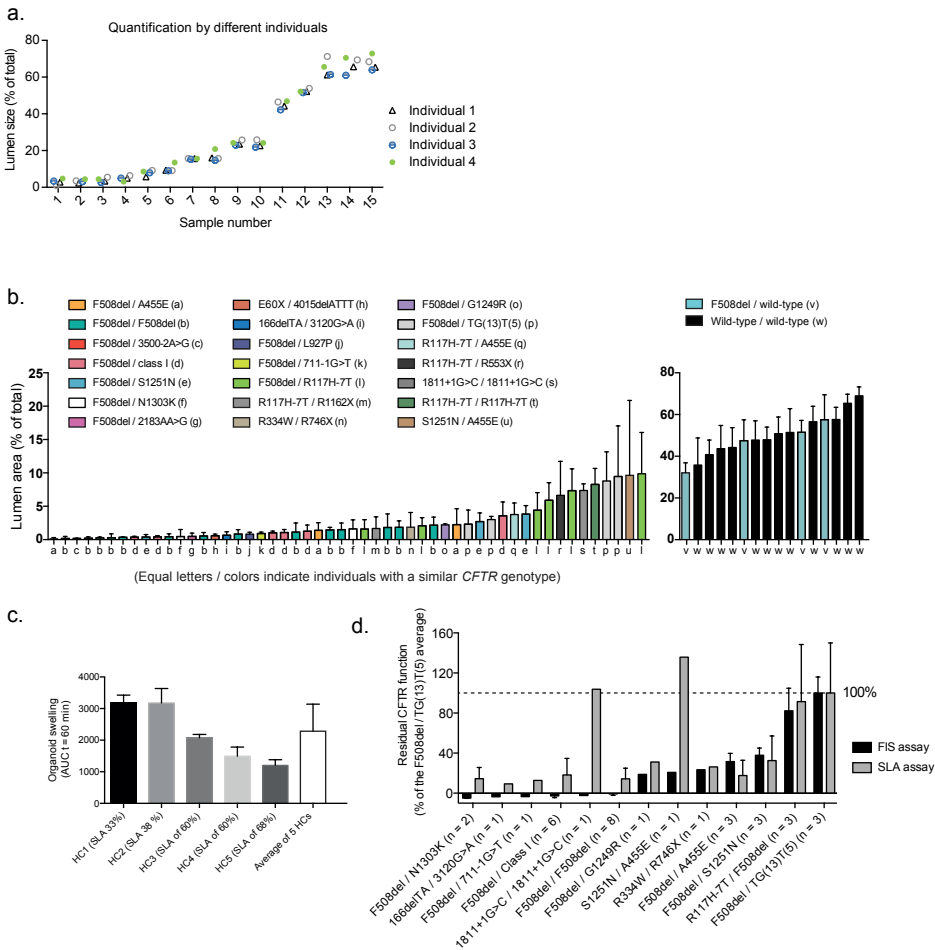 a.
Quantification by different individuals
Lumen size (% of total)
80
60
40
20
0
1 2 3 4 5 6 7 8 9 10 11 12 13 14 15
Sample number
Individual 1
Individual 2
Individual 3
Individual 4
b.
F508del / A455E (a)
F508del / F508del (b)
F508del / 3500-2A>G (c)
F508del / class I (d)
F508del / S1251N (e)
F508del / N1303K (f)
F508del / 2183AA>G (g)
E60X / 4015delATTT (h)
166delTA / 3120G>A (i)
F508del / L927P (j)
F508del / 711-1G>T (k)
F508del / R117H-7T (l)
R117H-7T / R1162X (m)
R334W / R746X (n)
F508del / G1249R (o)
F508del / TG(13)T(5) (p)
R117H-7T / A455E (q)
R117H-7T / R553X (r)
1811+1G>C / 1811+1G>C (s)
R117H-7T / R117H-7T (t)
S1251N / A455E (u)
F508del / wild-type (v)
Wild-type / wild-type (w)
Lumen area (% of total)
25
20
15
10
5
0
a b c b b b b d e b b f g b h i b j k d d b d a b b f l m b b n l b o a p e p d q e l l r l s t p p u l
80
60
40
20
0
v w w w w v w w w w v w v w w w
(Equal letters / colors indicate individuals with a similar CFTR genotype)
c.
Organoid swelling
(AUC t = 60 min)
4000
3000
2000
1000
0
HC1 (SLA 33%)
HC2 (SLA 38 %)
HC3 (SLA of 60%)
HC4 (SLA of 60%)
HC5 (SLA of 68%)
Average of 5 HCs
d.
Residual CFTR function
(% of the F508del / TG(13)T(5) average)
160
120
80
40
0
100%
FIS assay
SLA assay
F508del / N1303K (n = 2)
166delTA / 3120G>A (n = 1)
F508del / 711-1G>T (n = 1)
F508del / Class I (n = 6)
1811+1G>C / 1811+1G>C (n = 1)
F508del / F508del (n = 8)
F508del / G1249R (n = 1)
S1251N / A455E (n = 1)
R334W / R746X (n = 1)
F508del / A455E (n = 3)
F508del / S1251N (n = 3)
R117H-7T / F508del (n = 3)
F508del / TG(13)T(5) (n = 3)